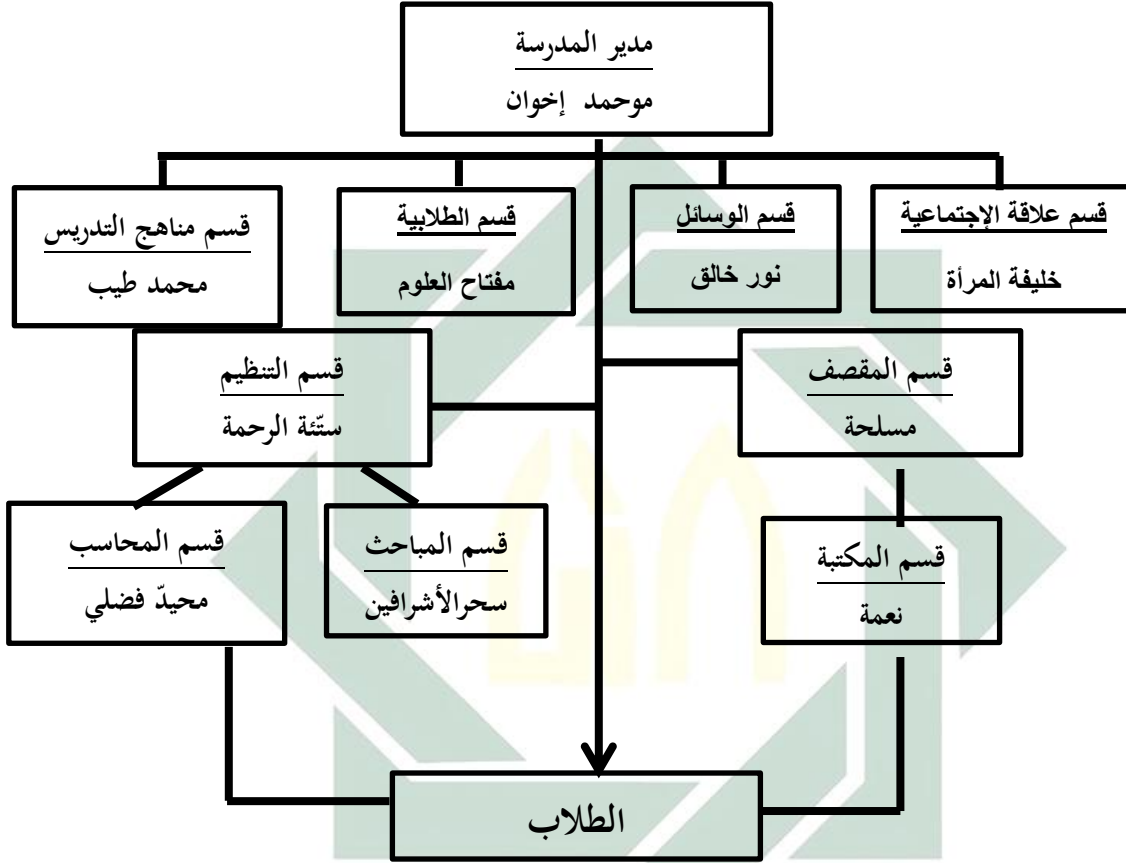 مدير المدرسة
موحمد إخوان
قسم علاقة الإجتماعية
خليفة المرأة
قسم الوسائل
نور خالق
قسم الطلابية
مفتاح العلوم
قسم مناهج التدريس
محمد طيب
قسم المقصف
مسلحة
قسم التنظيم
ستّئة الرحمة
قسم المكتبة
نعمة
قسم المباحث
سحرالأشرافين
قسم المحاسب
محيدّ فضلي
الطلاب